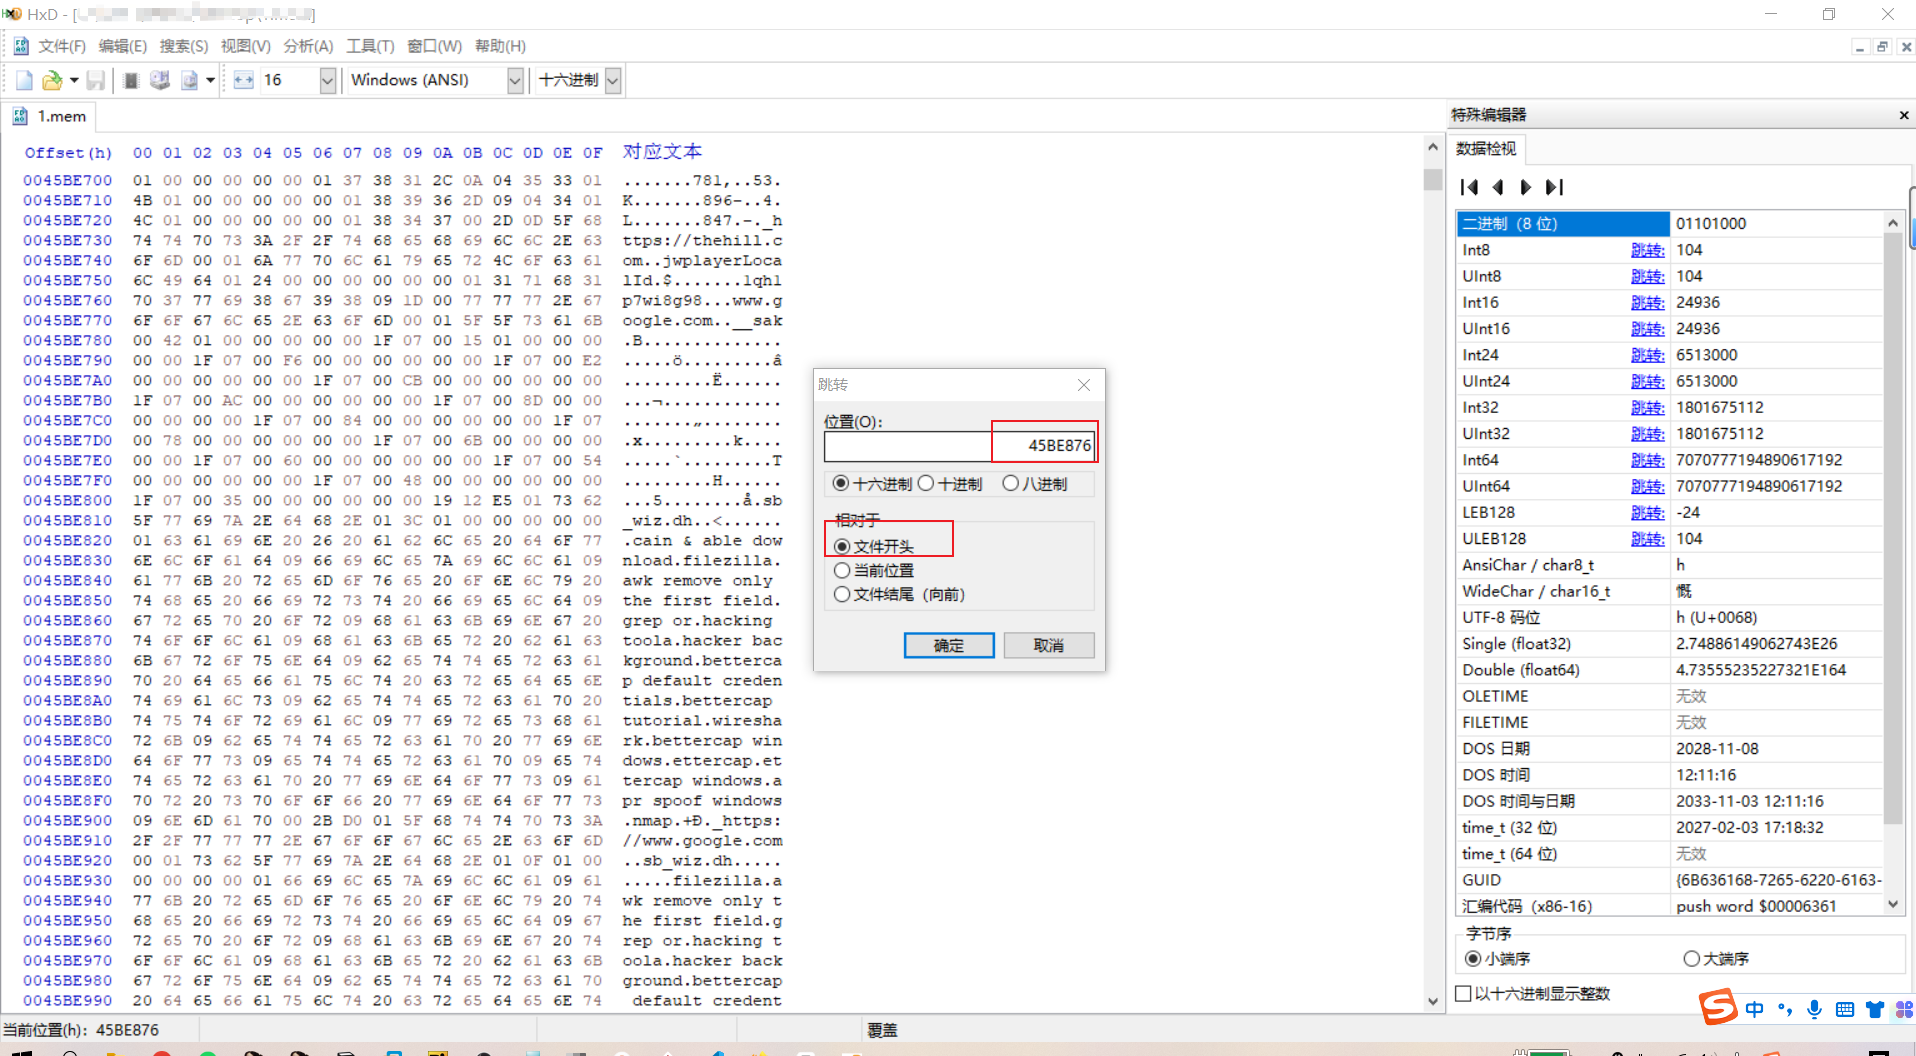 HxD - [
文件(F) 编辑(E) 搜索(S) 视图(V) 分析(A) 工具(T) 窗口(W) 帮助(H)
16 Windows (ANSI) 十六进制
1.mem
Offset(h) 00 01 02 03 04 05 06 07 08 09 0A 0B 0C 0D 0E 0F 对应文本
0045BE700 01 00 00 00 00 00 01 37 38 31 2C 0A 04 35 33 01 .......781,..53.
0045BE710 4B 01 00 00 00 00 00 01 38 39 36 2D 09 04 34 01 K.......896-..4.
0045BE720 4C 01 00 00 00 00 00 01 38 34 37 00 2D 0D 5F 68 L.......847.-._h
0045BE730 74 74 70 73 3A 2F 2F 74 68 65 68 69 6C 6C 2E 63 ttps://thehill.c
0045BE740 6F 6D 00 01 6A 77 70 6C 61 79 65 72 4C 6F 63 61 om..jwplayerLoca
0045BE750 6C 49 64 01 24 00 00 00 00 00 00 01 31 71 68 31 lId.$.......1qh1
0045BE760 70 37 77 69 38 67 39 38 09 1D 00 77 77 77 2E 67 p7wi8g98...www.g
0045BE770 6F 6F 67 6C 65 2E 63 6F 6D 00 01 5F 5F 73 61 6B oogle.com..__sak
0045BE780 00 42 01 00 00 00 00 00 1F 07 00 15 01 00 00 00 .B..............
0045BE790 00 00 1F 07 00 F6 00 00 00 00 00 00 1F 07 00 E2 .....ö.........â
0045BE7A0 00 00 00 00 00 00 1F 07 00 CB 00 00 00 00 00 00 .........Ë......
0045BE7B0 1F 07 00 AC 00 00 00 00 00 00 1F 07 00 8D 00 00 ...¬............
0045BE7C0 00 00 00 00 1F 07 00 84 00 00 00 00 00 00 1F 07 .......„........
0045BE7D0 00 78 00 00 00 00 00 00 1F 07 00 6B 00 00 00 00 .x.........k....
0045BE7E0 00 00 1F 07 00 60 00 00 00 00 00 00 1F 07 00 54 .....`.........T
0045BE7F0 00 00 00 00 00 00 1F 07 00 48 00 00 00 00 00 00 .........H......
0045BE800 1F 07 00 35 00 00 00 00 00 00 19 12 E5 01 73 62 ...5........å.sb
0045BE810 5F 77 69 7A 2E 64 68 2E 01 3C 01 00 00 00 00 00 _wiz.dh..<......
0045BE820 01 63 61 69 6E 20 26 20 61 62 6C 65 20 64 6F 77 .cain & able dow
0045BE830 6E 6C 6F 61 64 09 66 69 6C 65 7A 69 6C 6C 61 09 nload.filezilla.
0045BE840 61 77 6B 20 72 65 6D 6F 76 65 20 6F 6E 6C 79 20 awk remove only
0045BE850 74 68 65 20 66 69 72 73 74 20 66 69 65 6C 64 09 the first field.
0045BE860 67 72 65 70 20 6F 72 09 68 61 63 6B 69 6E 67 20 grep or.hacking
0045BE870 74 6F 6F 6C 61 09 68 61 63 6B 65 72 20 62 61 63 toola.hacker bac
0045BE880 6B 67 72 6F 75 6E 64 09 62 65 74 74 65 72 63 61 kground.betterca
0045BE890 70 20 64 65 66 61 75 6C 74 20 63 72 65 64 65 6E p default creden
0045BE8A0 74 69 61 6C 73 09 62 65 74 74 65 72 63 61 70 20 tials.bettercap
0045BE8B0 74 75 74 6F 72 69 61 6C 09 77 69 72 65 73 68 61 tutorial.wiresha
0045BE8C0 72 6B 09 62 65 74 74 65 72 63 61 70 20 77 69 6E rk.bettercap win
0045BE8D0 64 6F 77 73 09 65 74 74 65 72 63 61 70 09 65 74 dows.ettercap.et
0045BE8E0 74 65 72 63 61 70 20 77 69 6E 64 6F 77 73 09 61 tercap windows.a
0045BE8F0 70 72 20 73 70 6F 6F 66 20 77 69 6E 64 6F 77 73 pr spoof windows
0045BE900 09 6E 6D 61 70 00 2B D0 01 5F 68 74 74 70 73 3A .nmap.+Ð._https:
0045BE910 2F 2F 77 77 77 2E 67 6F 6F 67 6C 65 2E 63 6F 6D //www.google.com
0045BE920 00 01 73 62 5F 77 69 7A 2E 64 68 2E 01 0F 01 00 ..sb_wiz.dh.....
0045BE930 00 00 00 00 01 66 69 6C 65 7A 69 6C 6C 61 09 61 .....filezilla.a
0045BE940 77 6B 20 72 65 6D 6F 76 65 20 6F 6E 6C 79 20 74 wk remove only t
0045BE950 68 65 20 66 69 72 73 74 20 66 69 65 6C 64 09 67 he first field.g
0045BE960 72 65 70 20 6F 72 09 68 61 63 6B 69 6E 67 20 74 rep or.hacking t
0045BE970 6F 6F 6C 61 09 68 61 63 6B 65 72 20 62 61 63 6B oola.hacker back
0045BE980 67 72 6F 75 6E 64 09 62 65 74 74 65 72 63 61 70 ground.bettercap
0045BE990 20 64 65 66 61 75 6C 74 20 63 72 65 64 65 6E 74 default credent
跳转
位置(O):
45BE876
十六进制 十进制 八进制
相对于
文件开头
当前位置
文件结尾（向前）
确定 取消
特殊编辑器
数据检视
二进制（8 位） 01101000
Int8 跳转: 104
UInt8 跳转: 104
Int16 跳转: 24936
UInt16 跳转: 24936
Int24 跳转: 6513000
UInt24 跳转: 6513000
Int32 跳转: 1801675112
UInt32 跳转: 1801675112
Int64 跳转: 7070777194890617192
UInt64 跳转: 7070777194890617192
LEB128 跳转: -24
ULEB128 跳转: 104
AnsiChar / char8_t h
WideChar / char16_t 慨
UTF-8 码位 h (U+0068)
Single (float32) 2.74886149062743E26
Double (float64) 4.73555235227321E164
OLETIME 无效
FILETIME 无效
DOS 日期 2028-11-08
DOS 时间 12:11:16
DOS 时间与日期 2033-11-03 12:11:16
time_t (32 位) 2027-02-03 17:18:32
time_t (64 位) 无效
GUID {6B636168-7265-6220-6163-
汇编代码（x86-16） push word $00006361
字节序
小端序 大端序
以十六进制显示整数
中
当前位置(h): 45BE876 覆盖